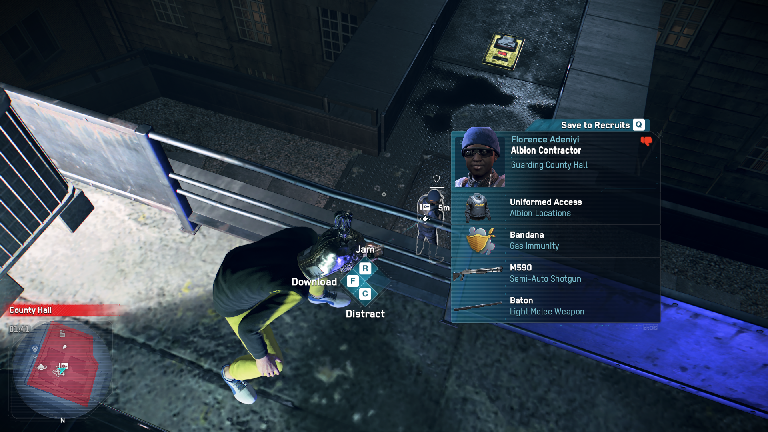 Save to Recruits Q
Florence Adeniyi
Albion Contractor
Guarding County Hall
Uniformed Access
Albion Locations
Bandana
Gas Immunity
M590
Semi-Auto Shotgun
Baton
Light Melee Weapon
Jam
R
Download F
C
Distract
County Hall
N